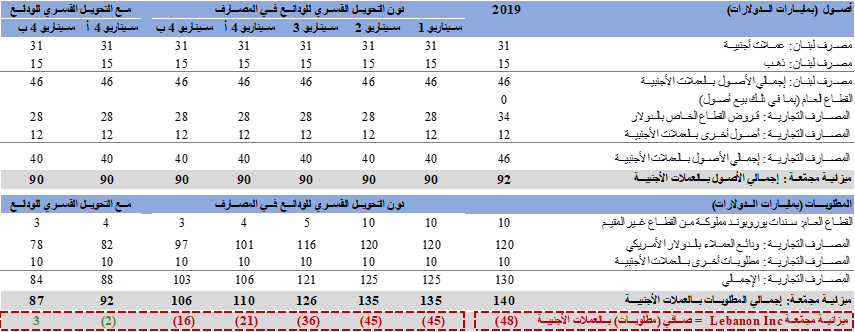 أصول (بمليارات الدولارات) 2019 دون التحويل القسري للودائع في المصارف مع التحويل القسري للودائع
سيناريو 1 سيناريو 2 سيناريو 3 سيناريو 4 أ سيناريو 4 ب سيناريو 4 أ سيناريو 4 ب
مصرف لبنان: عملات أجنبية 31 31 31 31 31 31 31 31
مصرف لبنان: ذهب 15 15 15 15 15 15 15 15
مصرف لبنان: إجمالي الأصول بالعملات الأجنبية 46 46 46 46 46 46 46 46
القطاع العام (بما في ذلك بيع أصول) 0
المصارف التجارية: قروض القطاع الخاص بالدولار 34 28 28 28 28 28 28 28
المصارف التجارية: أصول أخرى بالعملات الأجنبية 12 12 12 12 12 12 12 12
المصارف التجارية: إجمالي الأصول بالعملات الأجنبية 46 40 40 40 40 40 40 40
ميزانية مجمّعة: إجمالي الأصول بالعملات الأجنبية 92 90 90 90 90 90 90 90
المطلوبات (بمليارات الدولارات) دون التحويل القسري للودائع في المصارف مع التحويل القسري للودائع
القطاع العام: سندات يوروبوند مملوكة من القطاع غير المقيم 10 10 10 5 4 3 4 3
المصارف التجارية: ودائع العملاء بالدولار الأمريكي 120 120 120 116 101 97 82 78
المصارف التجارية: مطلوبات أخرى بالعملات الأجنبية 10 10 10 10 10 10 10 10
المصارف التجارية: الإجمالي 130 125 125 121 106 103 88 84
ميزانية مجمّعة: إجمالي المطلوبات بالعملات الأجنبية 140 135 135 126 110 106 92 87
ميزانية مجمّعة Lebanon Inc = صافي (مطلوبات) بالعملات الأجنبية (48) (45) (45) (36) (21) (16) (2) 3